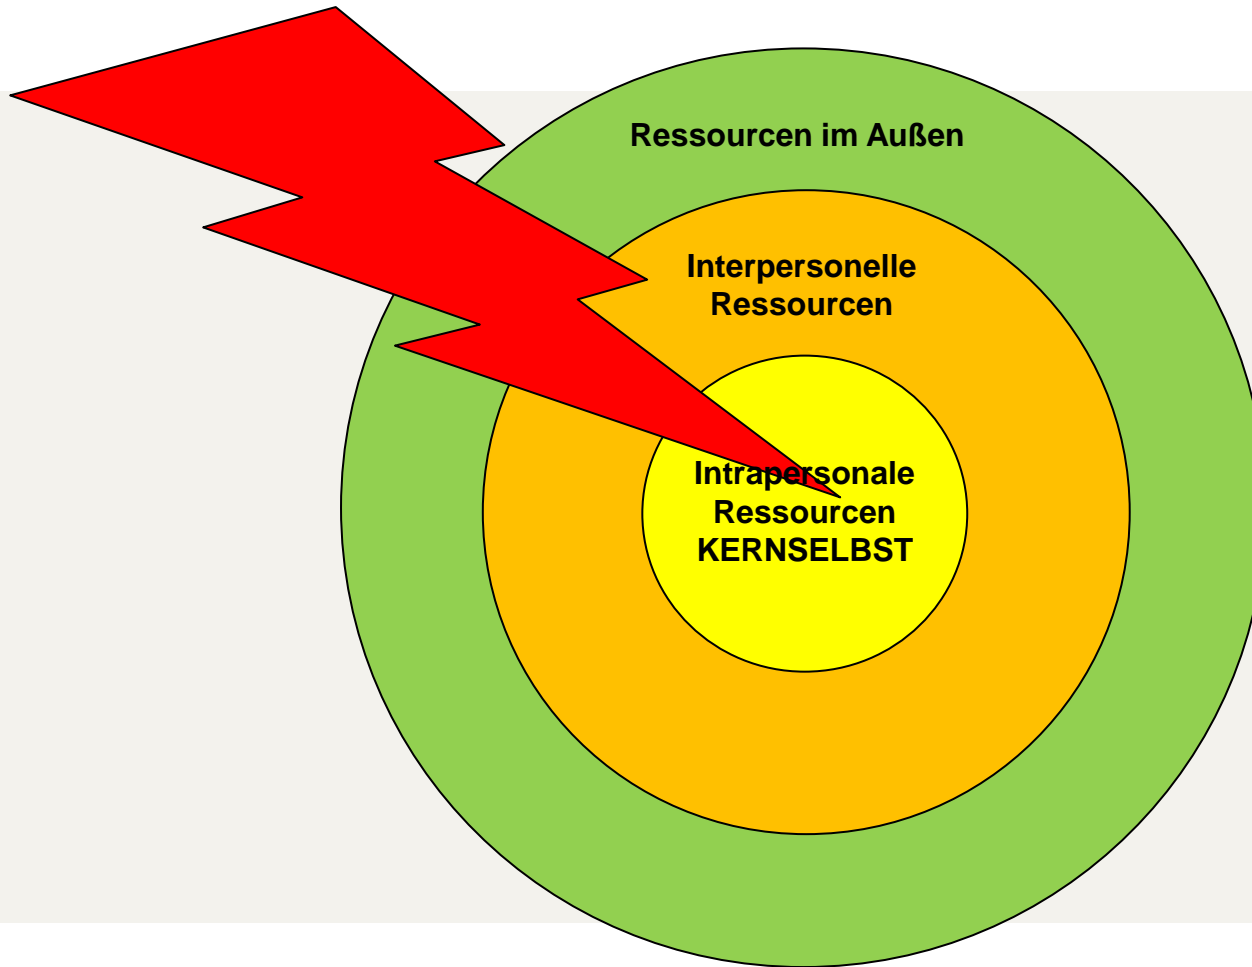 Ressourcen im Außen
Interpersonelle
Ressourcen
Intrapersonale
Ressourcen
KERNSELBST